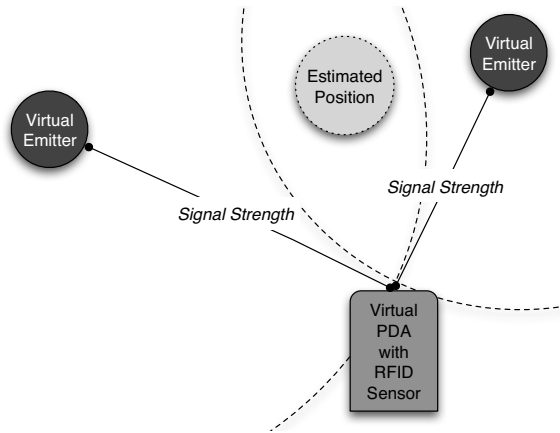 Virtual
Emitter
Estimated
Position
Virtual
Emitter
Signal Strength
Signal Strength
Virtual
PDA
with
RFID
Sensor